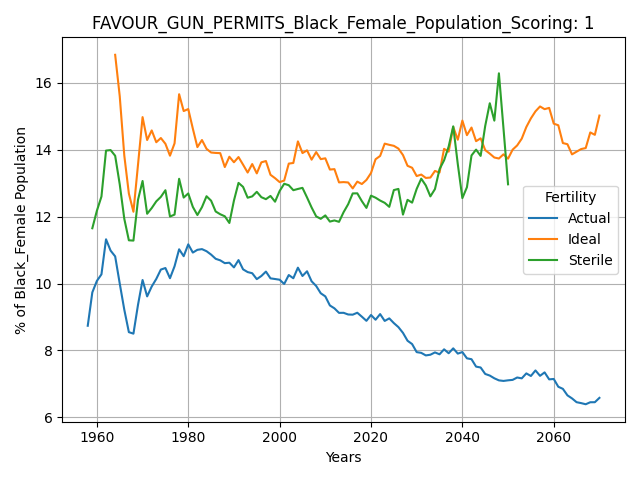 FAVOUR_GUN_PERMITS_Black_Female_Population_Scoring: 1
% of Black_Female Population
16
14
12
10
8
6
Fertility
Actual
Ideal
Sterile
1960 1980 2000 2020 2040 2060
Years